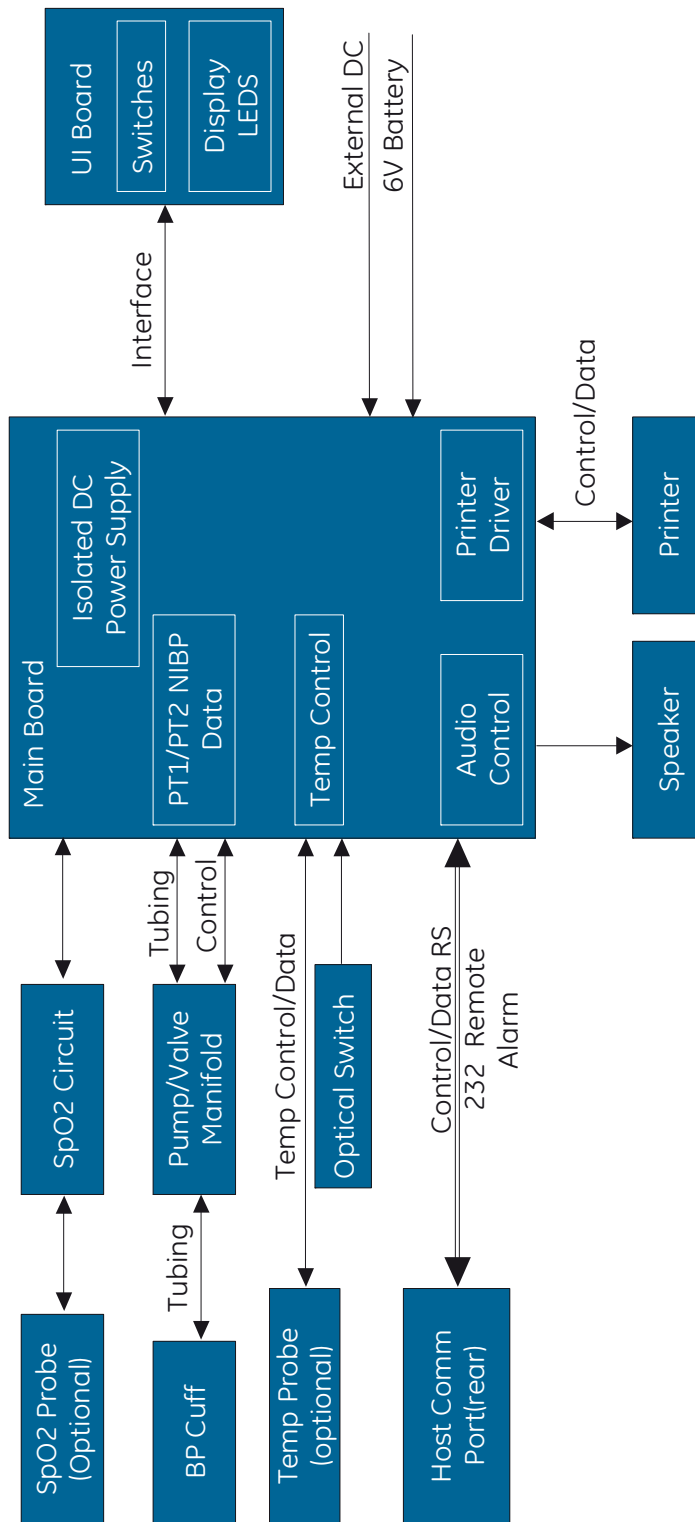 SpO2 Probe
(Optional)
SpO2 Circuit
Main Board
Isolated DC
Power Supply
UI Board
Switches
Display
LEDS
Interface
BP Cuff
Tubing
Pump/Valve
Manifold
Tubing
Control
PT1/PT2 NIBP
Data
Temp Probe
(optional)
Temp Control/Data
Optical Switch
Temp Control
External DC
6V Battery
Host Comm
Port(rear)
Control/Data RS
232 Remote
Alarm
Audio
Control
Printer
Driver
Control/Data
Speaker
Printer